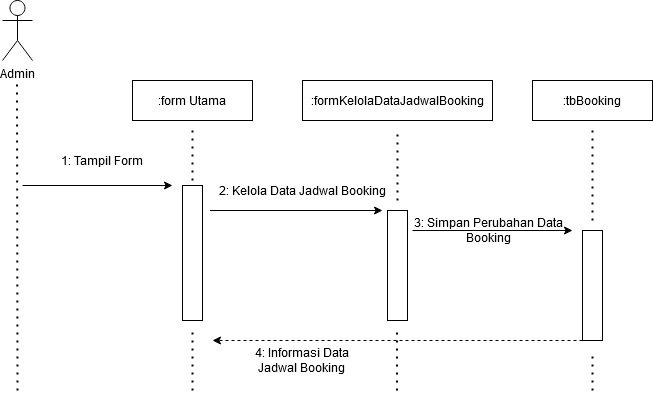 Admin
:form Utama
:formKelolaDataJadwalBooking
:tbBooking
1: Tampil Form
2: Kelola Data Jadwal Booking
3: Simpan Perubahan Data
Booking
4: Informasi Data
Jadwal Booking